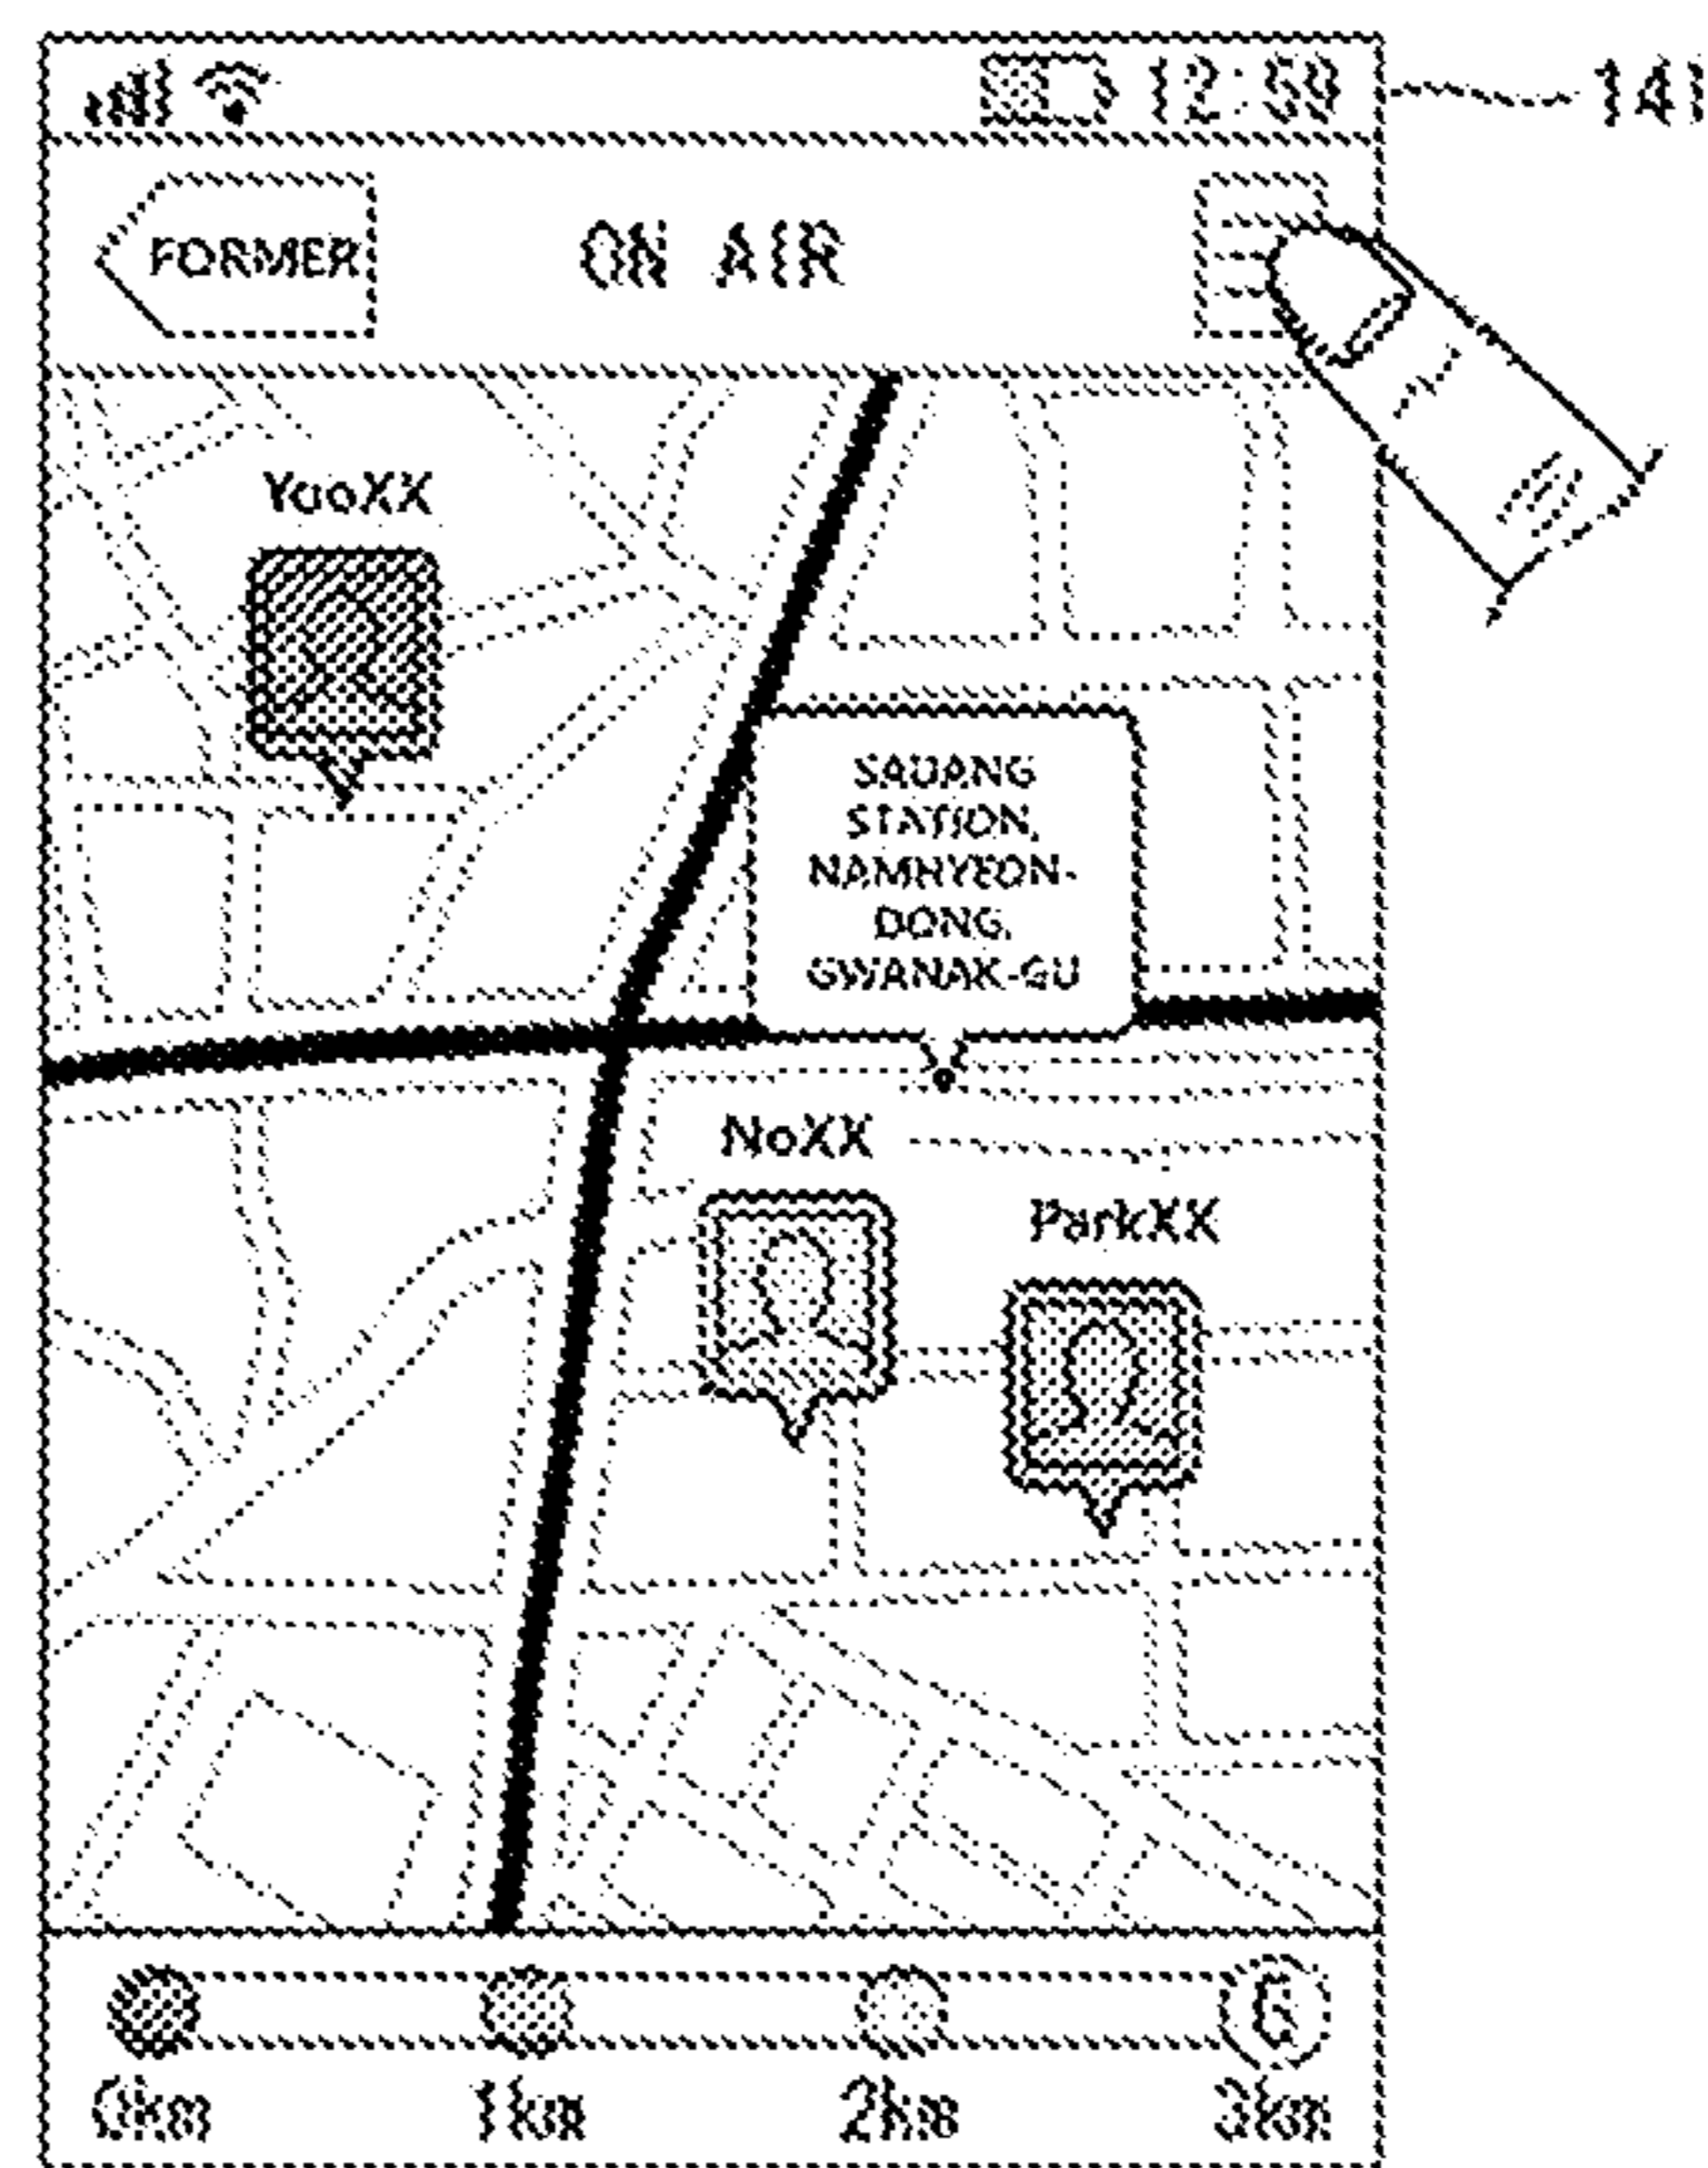 12:59
141
FORMER
ON AIR
YooXX
SADANG
STATION,
NAMHYEON-
DONG,
GWANAK-GU
NoXX
ParkXX
G
0km
1km
2km
3km